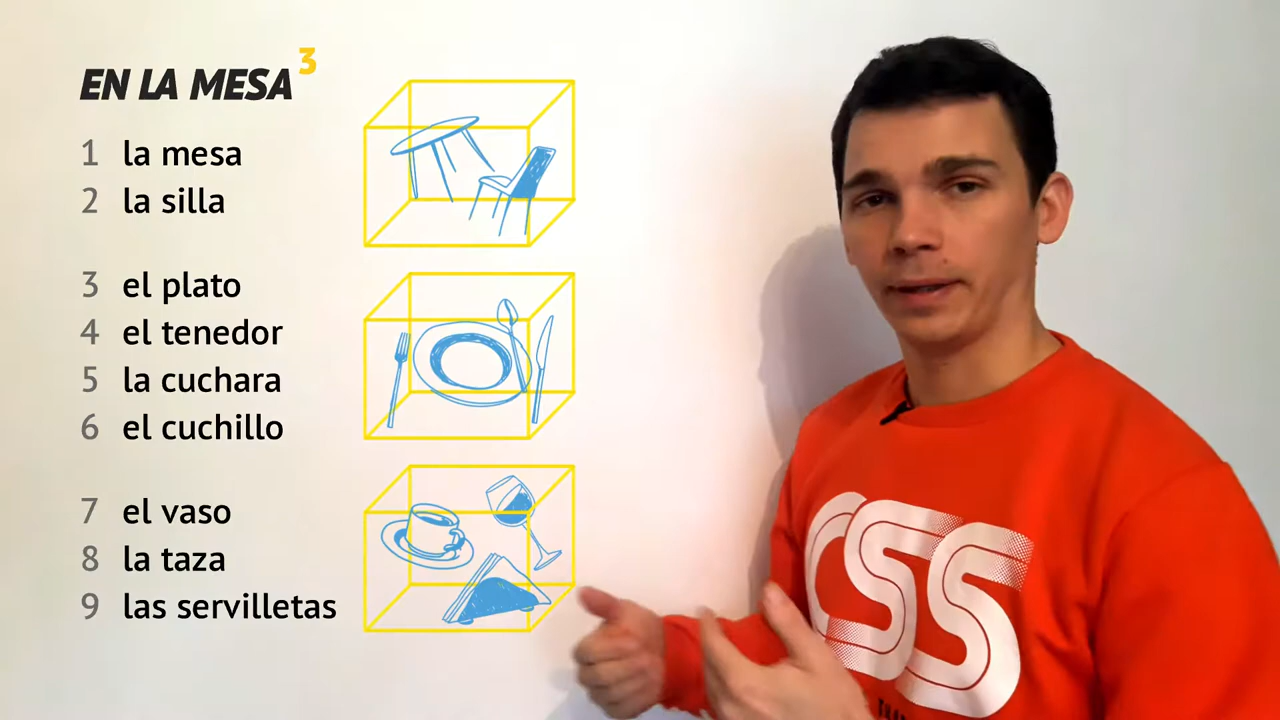 EN LA MESA³
1 la mesa
2 la silla
3 el plato
4 el tenedor
5 la cuchara
6 el cuchillo
7 el vaso
8 la taza
9 las servilletas
CSS